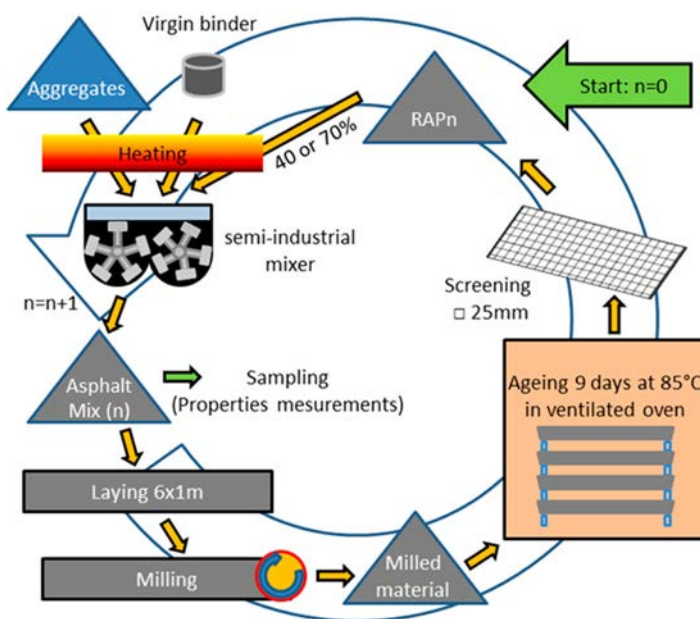 Virgin binder
Aggregates
Start: n=0
RAPn
Heating
40 or 70%
semi-industrial
mixer
Screening
□ 25mm
n=n+1
Asphalt
Mix (n)
Sampling
(Properties mesurements)
Ageing 9 days at 85°C
in ventilated oven
Laying 6x1m
Milling
Milled
material